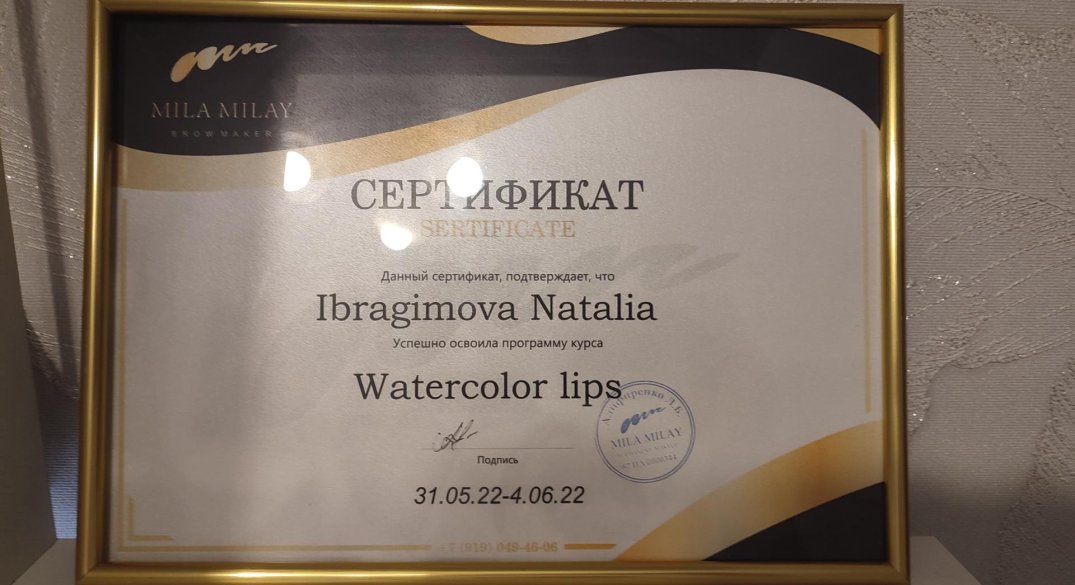 MILA MILAY
BROW MAKER
СЕРТИФИКАТ
SERTIFICATE
Данный сертификат, подтверждает, что
Ibragimova Natalia
Успешно освоила программу курса
Watercolor lips
Подпись
MILA MILAY
31.05.22-4.06.22
+7 (919) 049-46-06